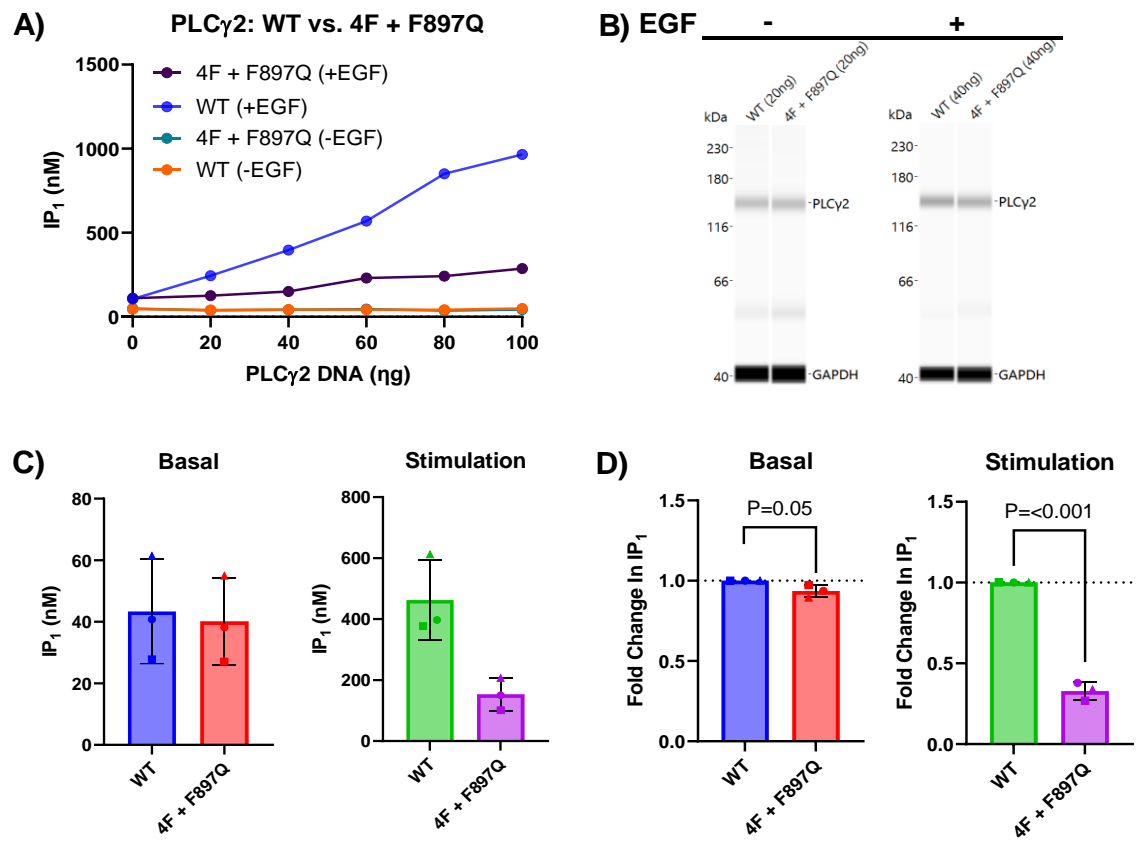 A)
PLCγ2: WT vs. 4F + F897Q
1500
1000
500
0
IP1 (nM)
4F + F897Q (+EGF)
WT (+EGF)
4F + F897Q (-EGF)
WT (-EGF)
0 20 40 60 80 100
PLCγ2 DNA (ηg)
B) EGF - +
WT (20ng)
4F + F897Q (20ng)
kDa
230-
180-
116-
66-
40-
-PLCγ2
-GAPDH
WT (40ng)
4F + F897Q (40ng)
kDa
230-
180-
116-
66-
40-
-PLCγ2
-GAPDH
C)
Basal
80
60
40
20
0
IP1 (nM)
WT
4F + F897Q
Stimulation
800
600
400
200
0
IP1 (nM)
WT
4F + F897Q
D)
Basal
1.5
1.0
0.5
0.0
Fold Change In IP1
P=0.05
WT
4F + F897Q
Stimulation
1.5
1.0
0.5
0.0
Fold Change In IP1
P=<0.001
WT
4F + F897Q